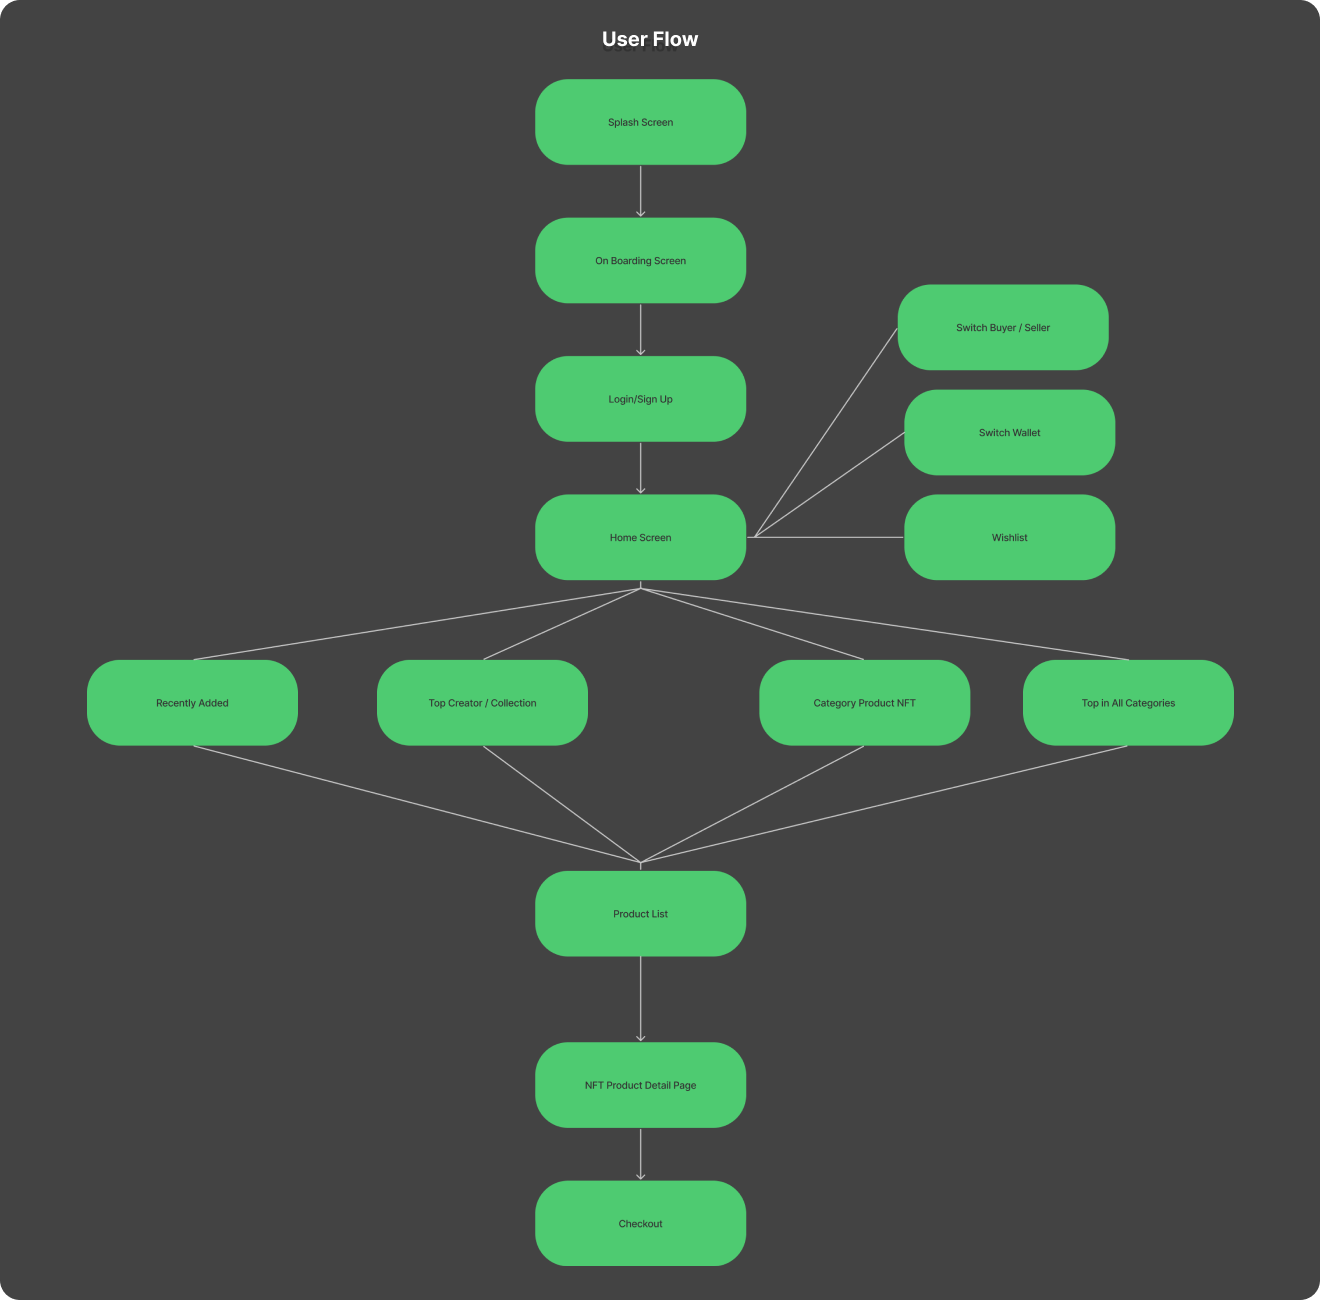 User Flow
Splash Screen
On Boarding Screen
Switch Buyer / Seller
Login/Sign Up
Switch Wallet
Home Screen
Wishlist
Recently Added
Top Creator / Collection
Category Product NFT
Top in All Categories
Product List
NFT Product Detail Page
Checkout